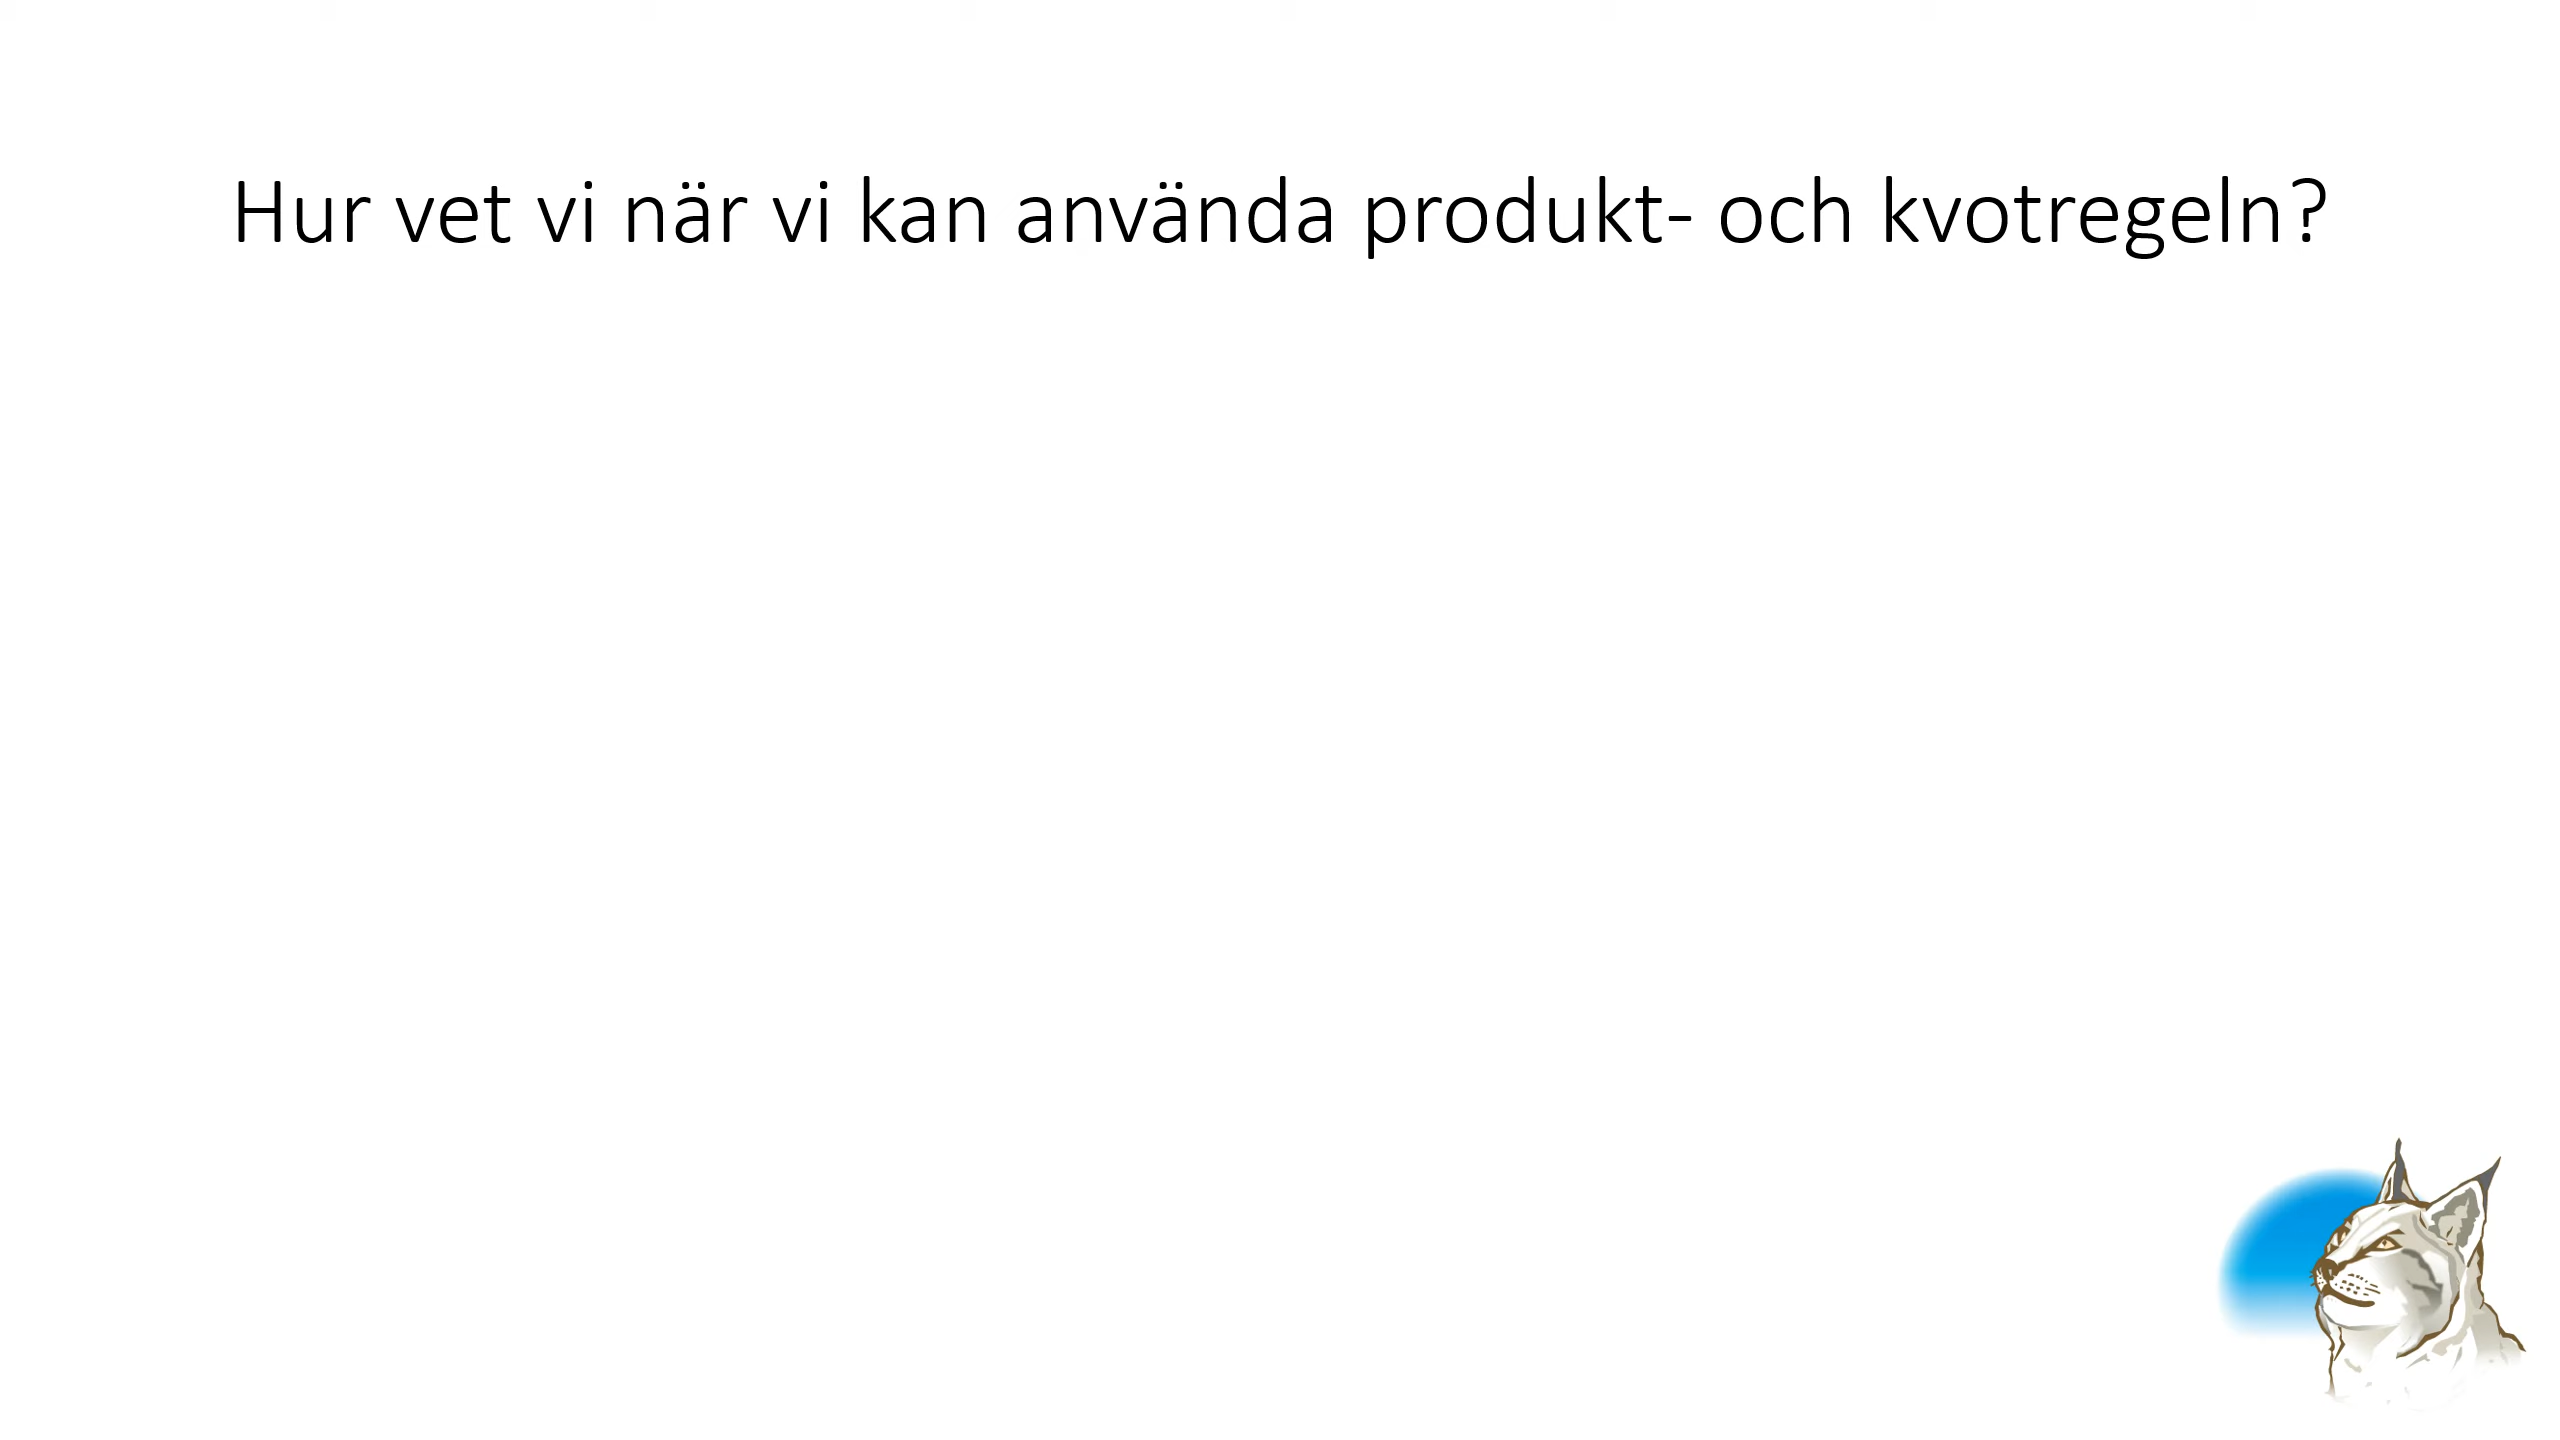 Hur vet vi när vi kan använda produkt- och kvotregeln?